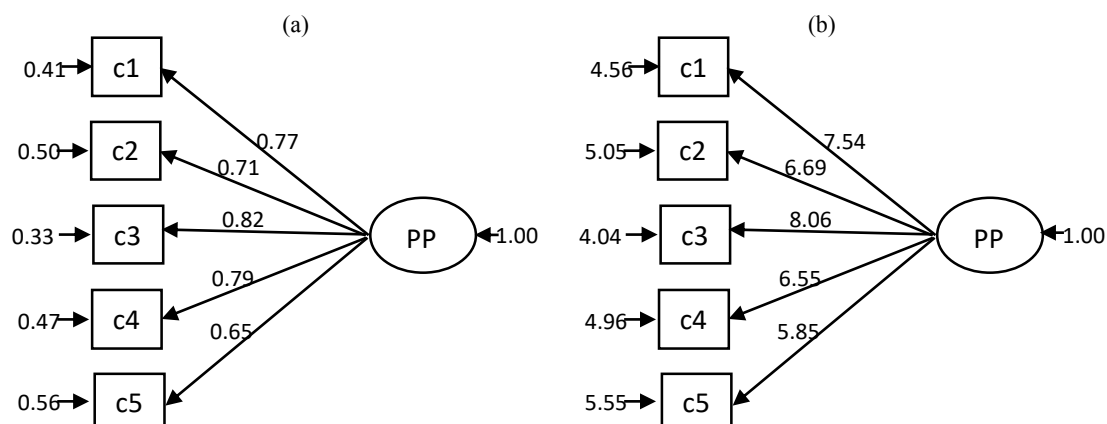 (a)
0.41 c1
0.77
0.50 c2
0.71
0.33 c3
0.82
PP 1.00
0.79
0.47 c4
0.65
0.56 c5
(b)
4.56 c1
7.54
5.05 c2
6.69
4.04 c3
8.06
PP 1.00
6.55
4.96 c4
5.85
5.55 c5